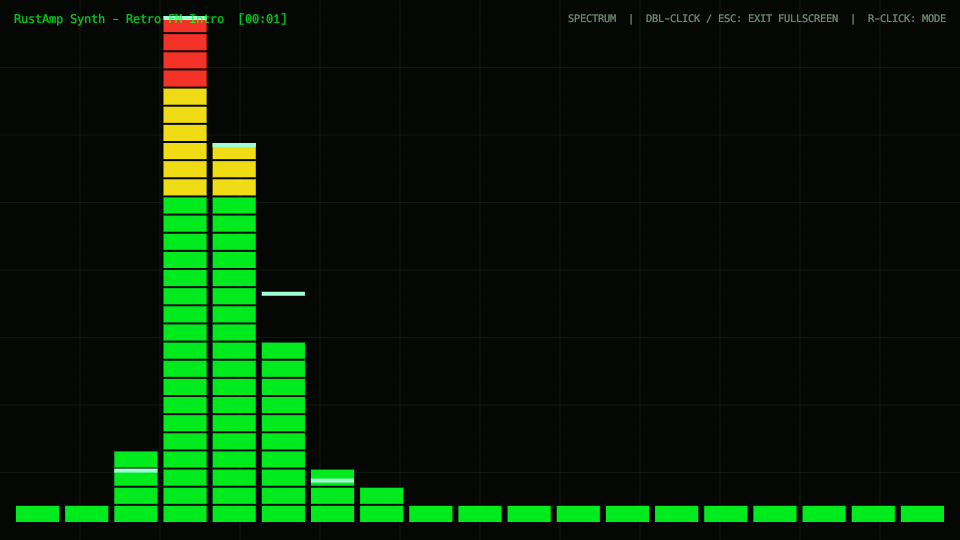 RustAmp Synth - Retro FM Intro [00:01]
SPECTRUM | DBL-CLICK / ESC: EXIT FULLSCREEN | R-CLICK: MODE